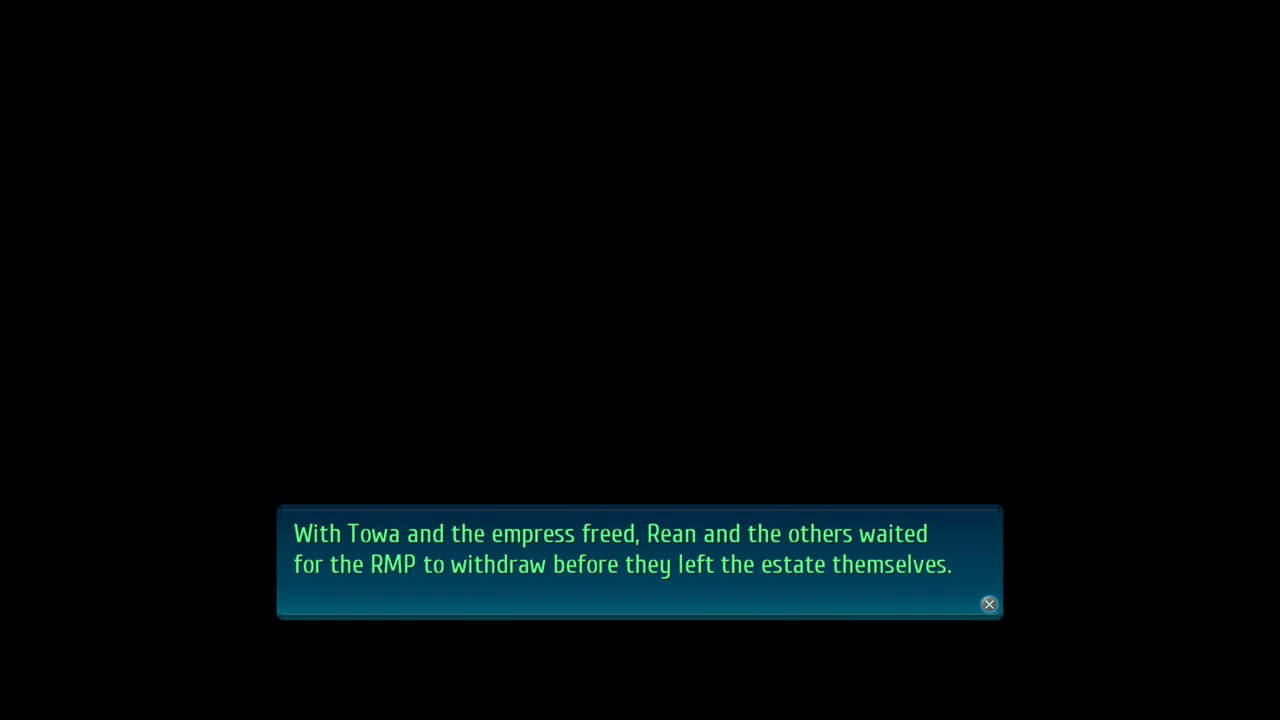 With Towa and the empress freed, Rean and the others waited
for the RMP to withdraw before they left the estate themselves.